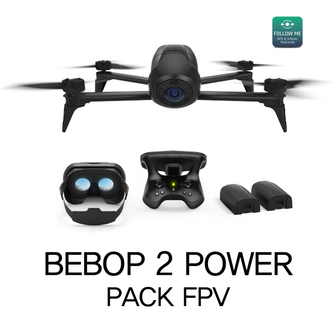 FOLLOW ME
GPS & VISUAL
TRACKING
BEBOP 2 POWER
PACK FPV